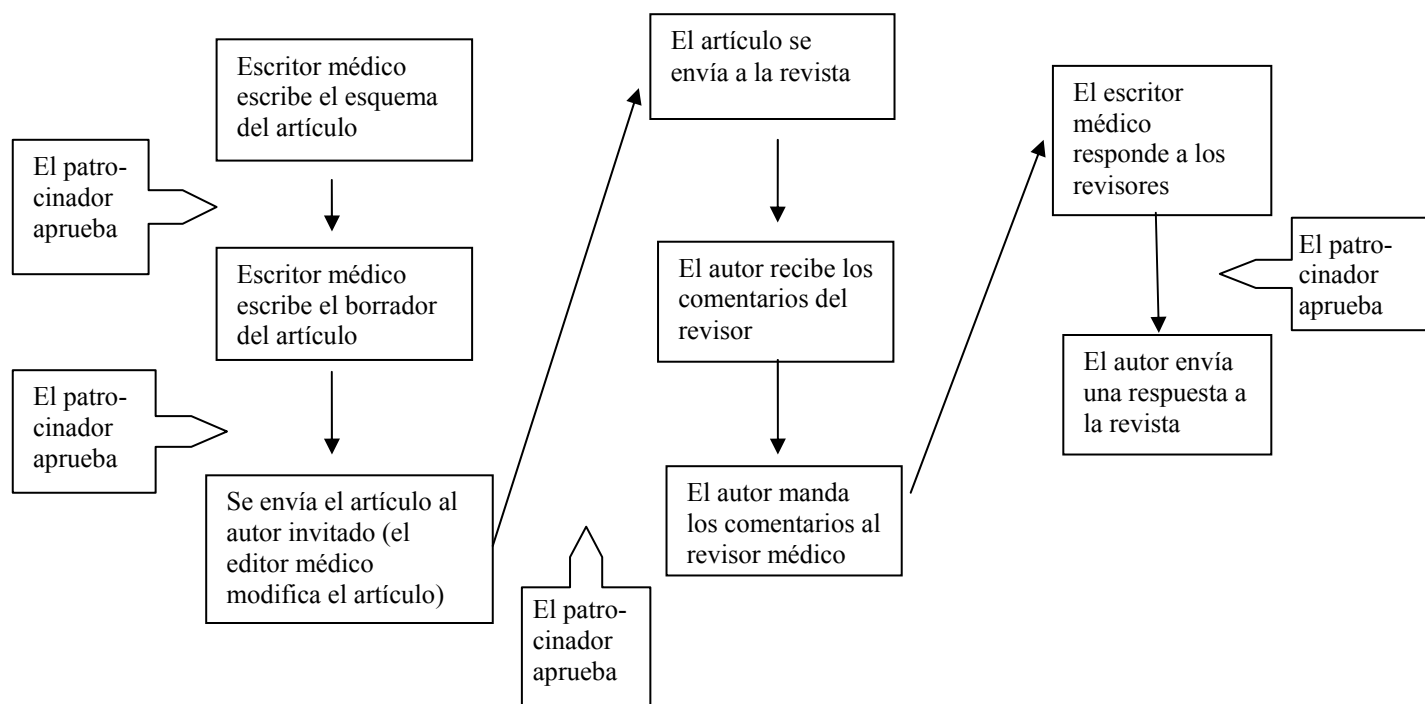 Escritor médico
escribe el esquema
del artículo
El patro-
cinador
aprueba
Escritor médico
escribe el borrador
del artículo
El patro-
cinador
aprueba
Se envía el artículo al
autor invitado (el
editor médico
modifica el artículo)
El patro-
cinador
aprueba
El artículo se
envía a la revista
El autor recibe los
comentarios del
revisor
El autor manda
los comentarios al
revisor médico
El escritor
médico
responde a los
revisores
El patro-
cinador
aprueba
El autor envía
una respuesta a
la revista